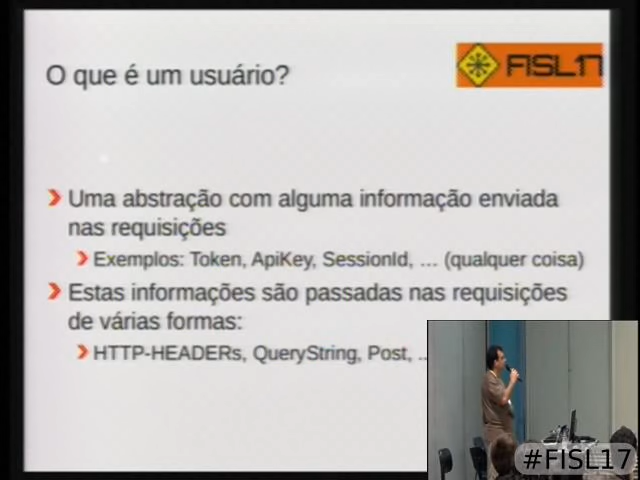 O que é um usuário?
FISL17
Uma abstração com alguma informação enviada
nas requisições
Exemplos: Token, ApiKey, SessionId, ... (qualquer coisa)
Estas informações são passadas nas requisições
de várias formas:
HTTP-HEADERs, QueryString, Post, ..
#FISL17